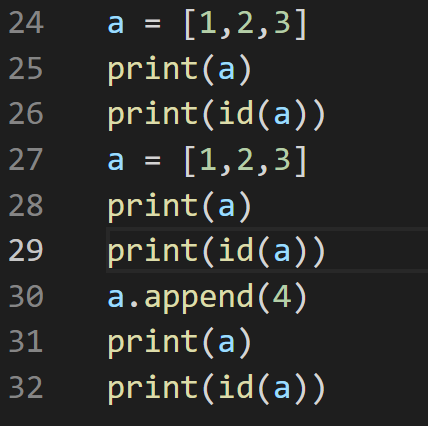 24 a = [1,2,3]
25 print(a)
26 print(id(a))
27 a = [1,2,3]
28 print(a)
29 print(id(a))
30 a.append(4)
31 print(a)
32 print(id(a))